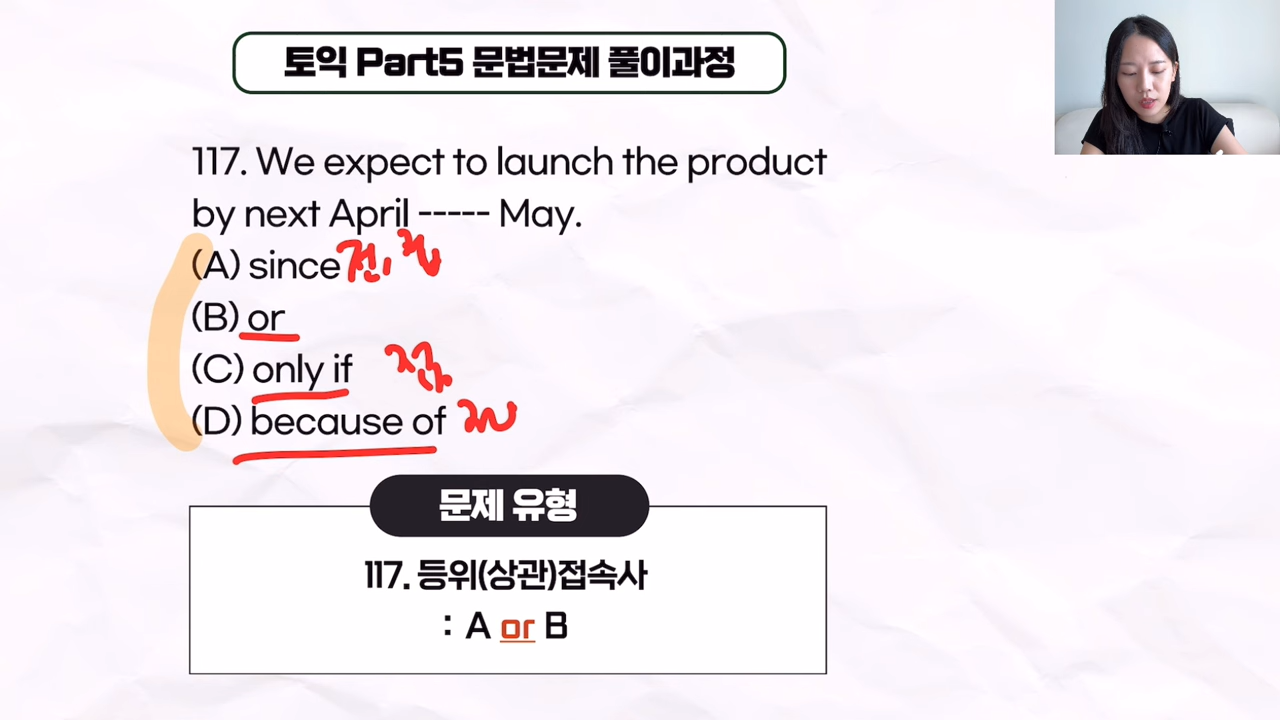 토익 Part5 문법문제 풀이과정
117. We expect to launch the product
by next April ----- May.
(A) since 전, 접
(B) or
(C) only if 접
(D) because of 전
문제 유형
117. 등위(상관)접속사
: A or B